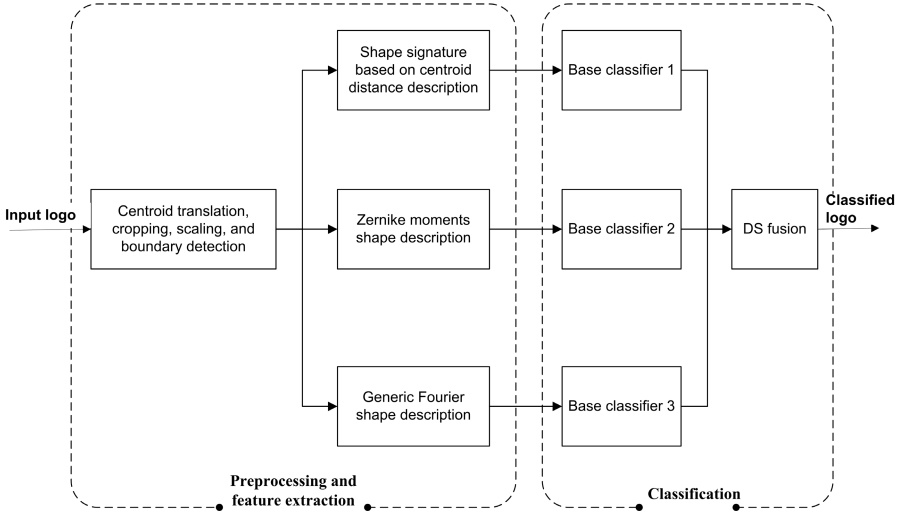 Input logo
Centroid translation,
cropping, scaling, and
boundary detection
Shape signature
based on centroid
distance description
Zernike moments
shape description
Generic Fourier
shape description
Preprocessing and
feature extraction
Base classifier 1
Base classifier 2
Base classifier 3
DS fusion
Classification
Classified
logo